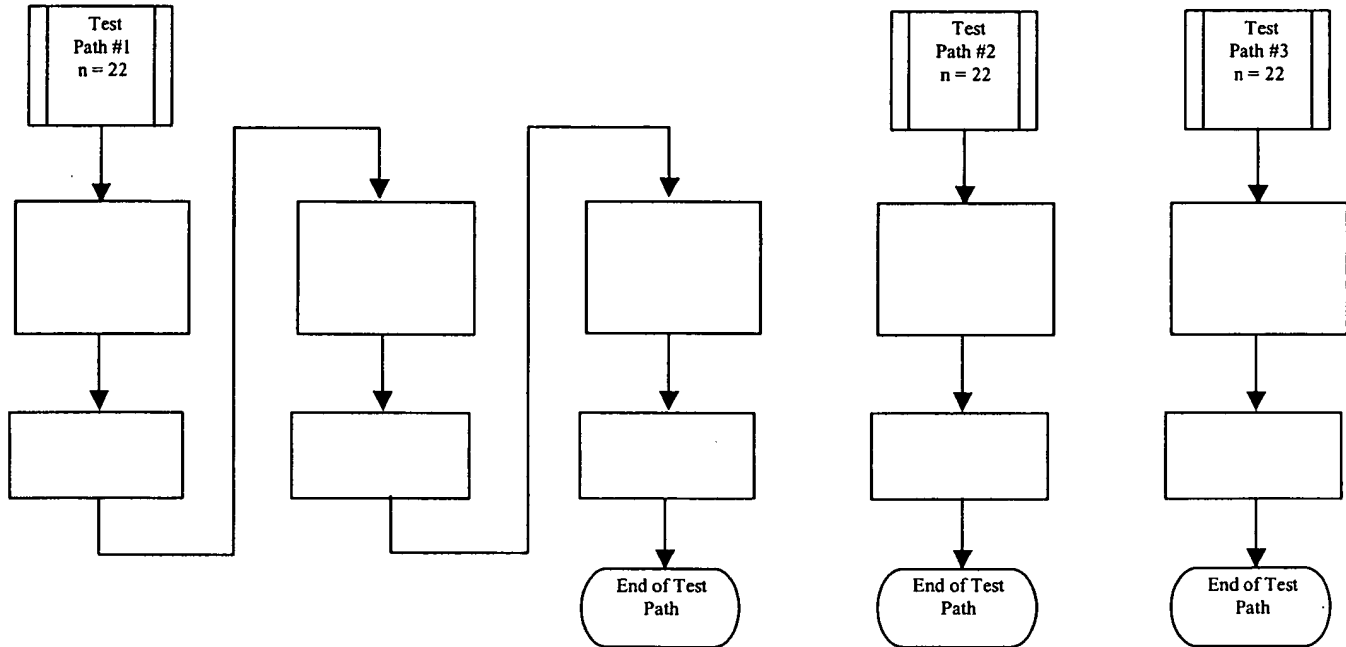 Test
Path #1
n = 22
Test
Path #2
n = 22
Test
Path #3
n = 22
End of Test
Path
End of Test
Path
End of Test
Path